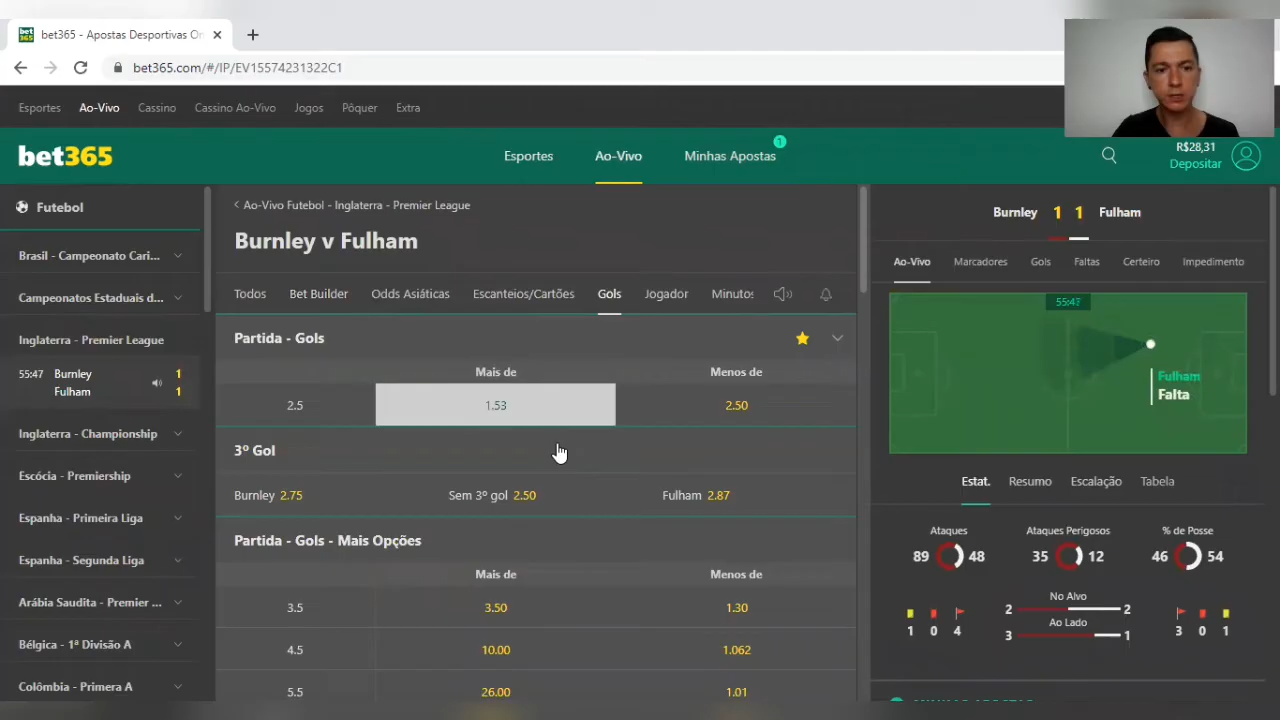 bet365 - Apostas Desportivas On
bet365.com/#/IP/EV15574231322C1
Esportes Ao-Vivo Cassino Cassino Ao-Vivo Jogos Pôquer Extra
bet365
Esportes Ao-Vivo Minhas Apostas 1
R$28,31
Depositar
Futebol
Brasil - Campeonato Cari...
Campeonatos Estaduais d...
Inglaterra - Premier League
55:47 Burnley 1
Fulham 1
Inglaterra - Championship
Escócia - Premiership
Espanha - Primeira Liga
Espanha - Segunda Liga
Arábia Saudita - Premier ...
Bélgica - 1ª Divisão A
Colômbia - Primera A
Ao-Vivo Futebol - Inglaterra - Premier League
Burnley v Fulham
Todos Bet Builder Odds Asiáticas Escanteios/Cartões Gols Jogador Minutos
Partida - Gols
Mais de Menos de
2.5 1.53 2.50
3º Gol
Burnley 2.75 Sem 3º gol 2.50 Fulham 2.87
Partida - Gols - Mais Opções
Mais de Menos de
3.5 3.50 1.30
4.5 10.00 1.062
5.5 26.00 1.01
Burnley 1 1 Fulham
Ao-Vivo Marcadores Gols Faltas Certeiro Impedimento
55:47
Fulham
Falta
Estat. Resumo Escalação Tabela
Ataques Ataques Perigosos % de Posse
89 48 35 12 46 54
No Alvo
2 2
Ao Lado
3 1
1 0 4 3 0 1